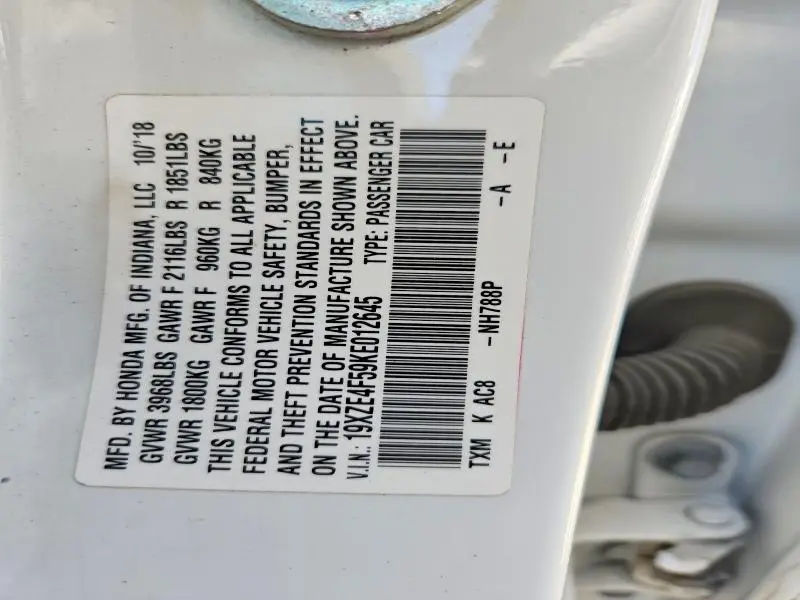 MFD. BY HONDA MFG. OF INDIANA, LLC 10/'18
GVWR 3968LBS GAWR F 2116LBS R 1851LBS
GVWR 1800KG GAWR F 960KG R 840KG
THIS VEHICLE CONFORMS TO ALL APPLICABLE
FEDERAL MOTOR VEHICLE SAFETY, BUMPER,
AND THEFT PREVENTION STANDARDS IN EFFECT
ON THE DATE OF MANUFACTURE SHOWN ABOVE.
V.I.N.: 19XZE4F59KE012645 TYPE: PASSENGER CAR
TXM K AC8 -NH788P -A -E